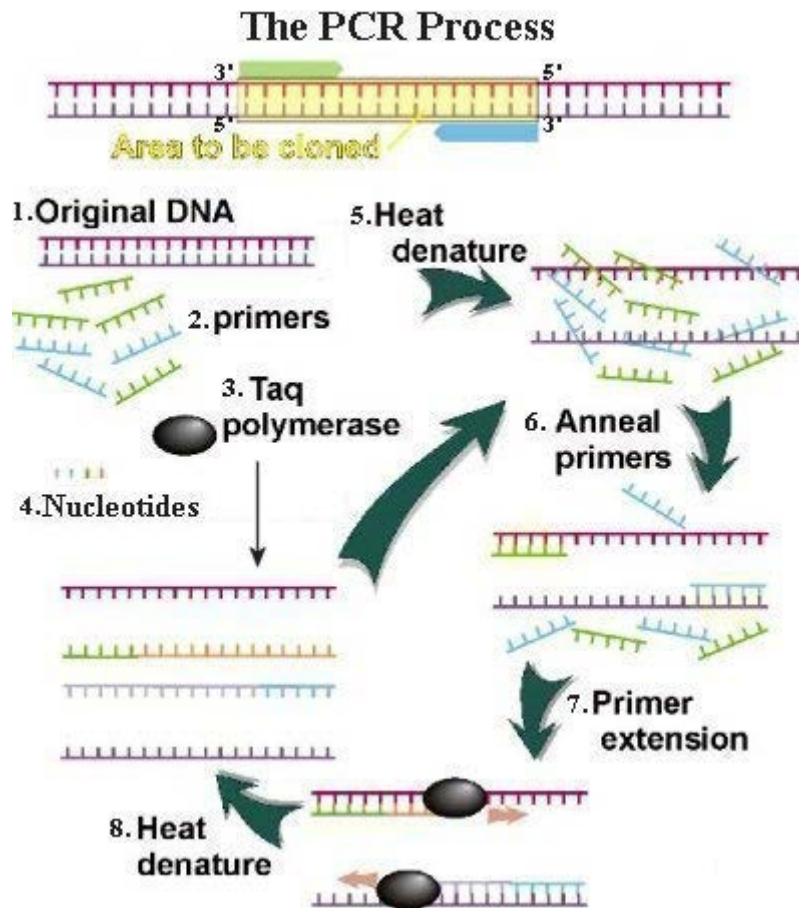 The PCR Process
3' 5'
5' 3'
Area to be cloned
1.Original DNA
2.primers
3.Taq
polymerase
4.Nucleotides
5.Heat
denature
6.Anneal
primers
7.Primer
extension
8.Heat
denature